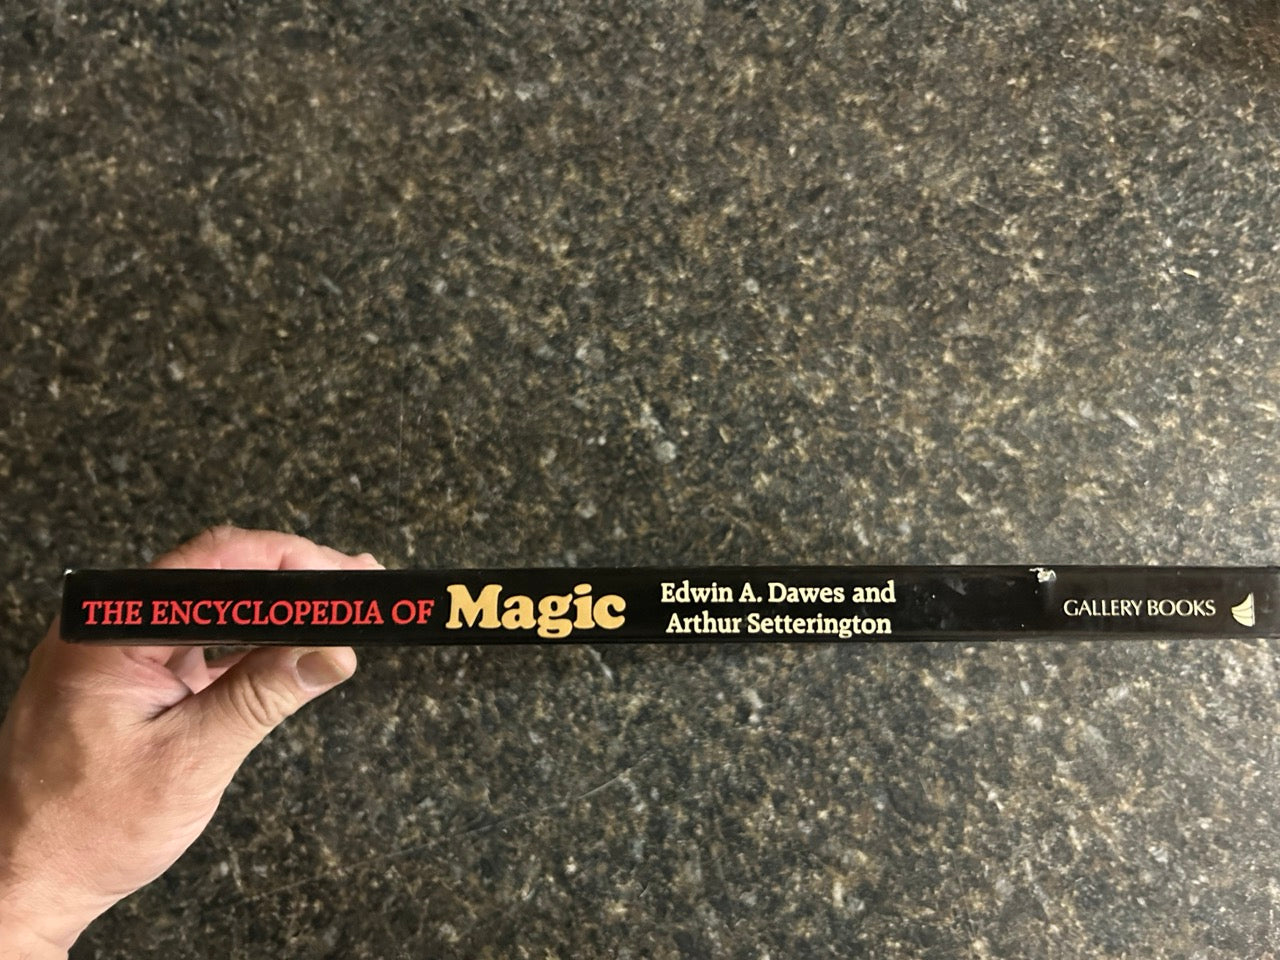 THE ENCYCLOPEDIA OF Magic
Edwin A. Dawes and
Arthur Setterington
GALLERY BOOKS